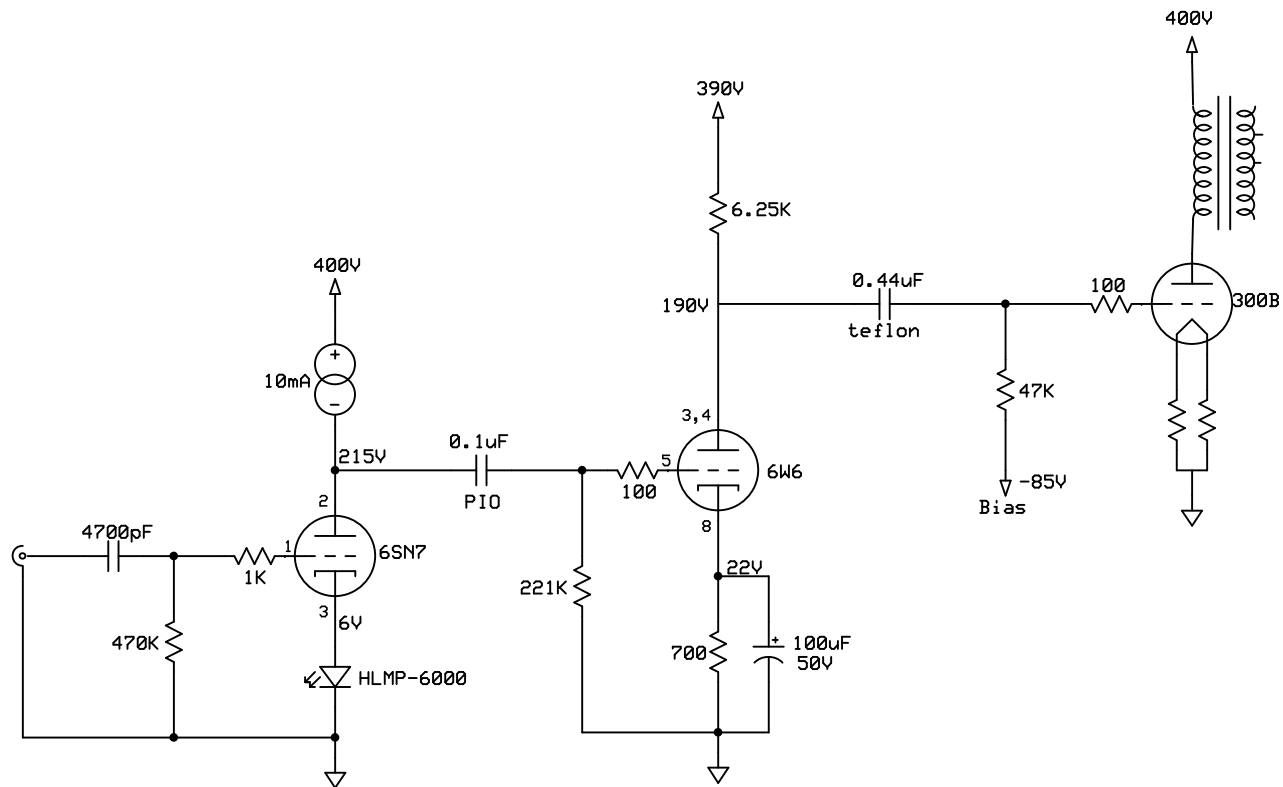 400V
390V
6.25K
400V
0.44uF
100
300B
190V
teflon
10mA
+
−
47K
3,4
215V
0.1uF
5
6W6
-85V
PIO
100
Bias
2
8
4700pF
1
6SN7
22V
1K
221K
3
6V
470K
700
+
100uF
50V
HLMP-6000